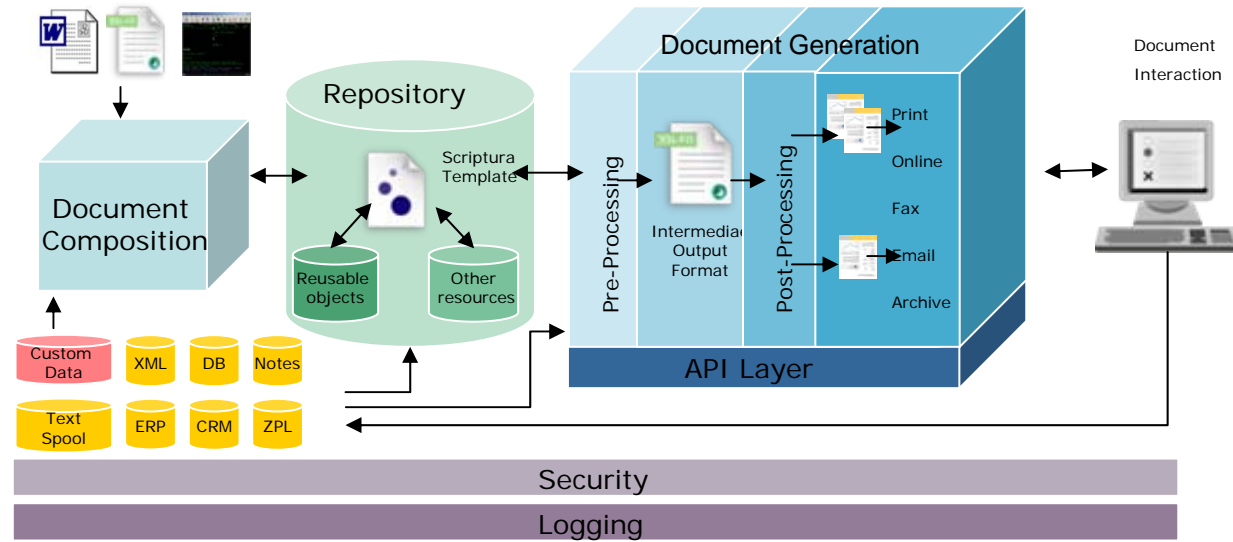 Document Generation
Document
Interaction
Repository
Print
Scriptura
Template
Online
Document
Composition
Pre-Processing
Post-Processing
Fax
Intermediac
Output
Format
Email
Reusable
objects
Other
resources
Archive
Custom
Data
XML
DB
Notes
API Layer
Text
Spool
ERP
CRM
ZPL
Security
Logging